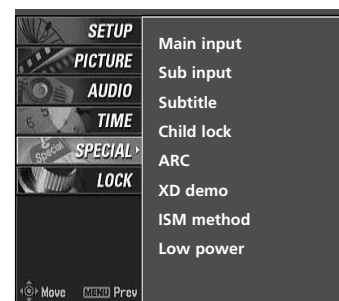 SETUP
PICTURE
AUDIO
TIME
SPECIAL
LOCK
Move MENU Prev
Main input
Sub input
Subtitle
Child lock
ARC
XD demo
ISM method
Low power